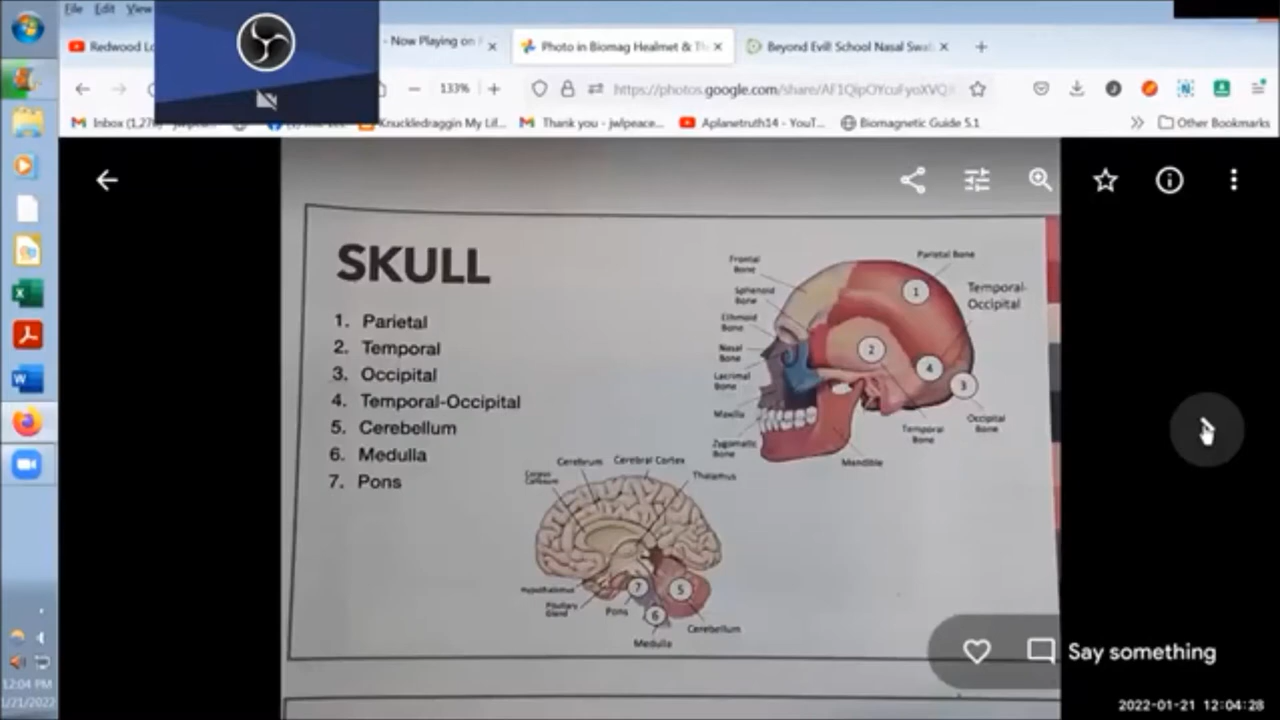 File Edit View
Redwood Lo
- Now Playing on
Photo in Biomag Healmet & Th
Beyond Evil! School Nasal Swab
133%
https://photos.google.com/share/
Inbox
Knuckledraggin My Lif...
Thank you - jwlpeace...
Aplanetruth14 - YouT...
Biomagnetic Guide 5.1
Other Bookmarks
SKULL
1. Parietal
2. Temporal
3. Occipital
4. Temporal-Occipital
5. Cerebellum
6. Medulla
7. Pons
Frontal
Bone
Sphenoid
Bone
Ethmoid
Bone
Nasal
Bone
Lacrimal
Bone
Maxilla
Zygomatic
Bone
Mandible
Parietal Bone
Temporal-
Occipital
Occipital
Bone
Temporal
Bone
1
2
4
3
Cerebrum
Cerebral Cortex
Thalamus
Corpus
Callosum
Hypothalamus
Pituitary
Gland
Pons
Medulla
Cerebellum
7
5
6
Say something
12:04 PM
1/21/2022
2022-01-21 12:04:28